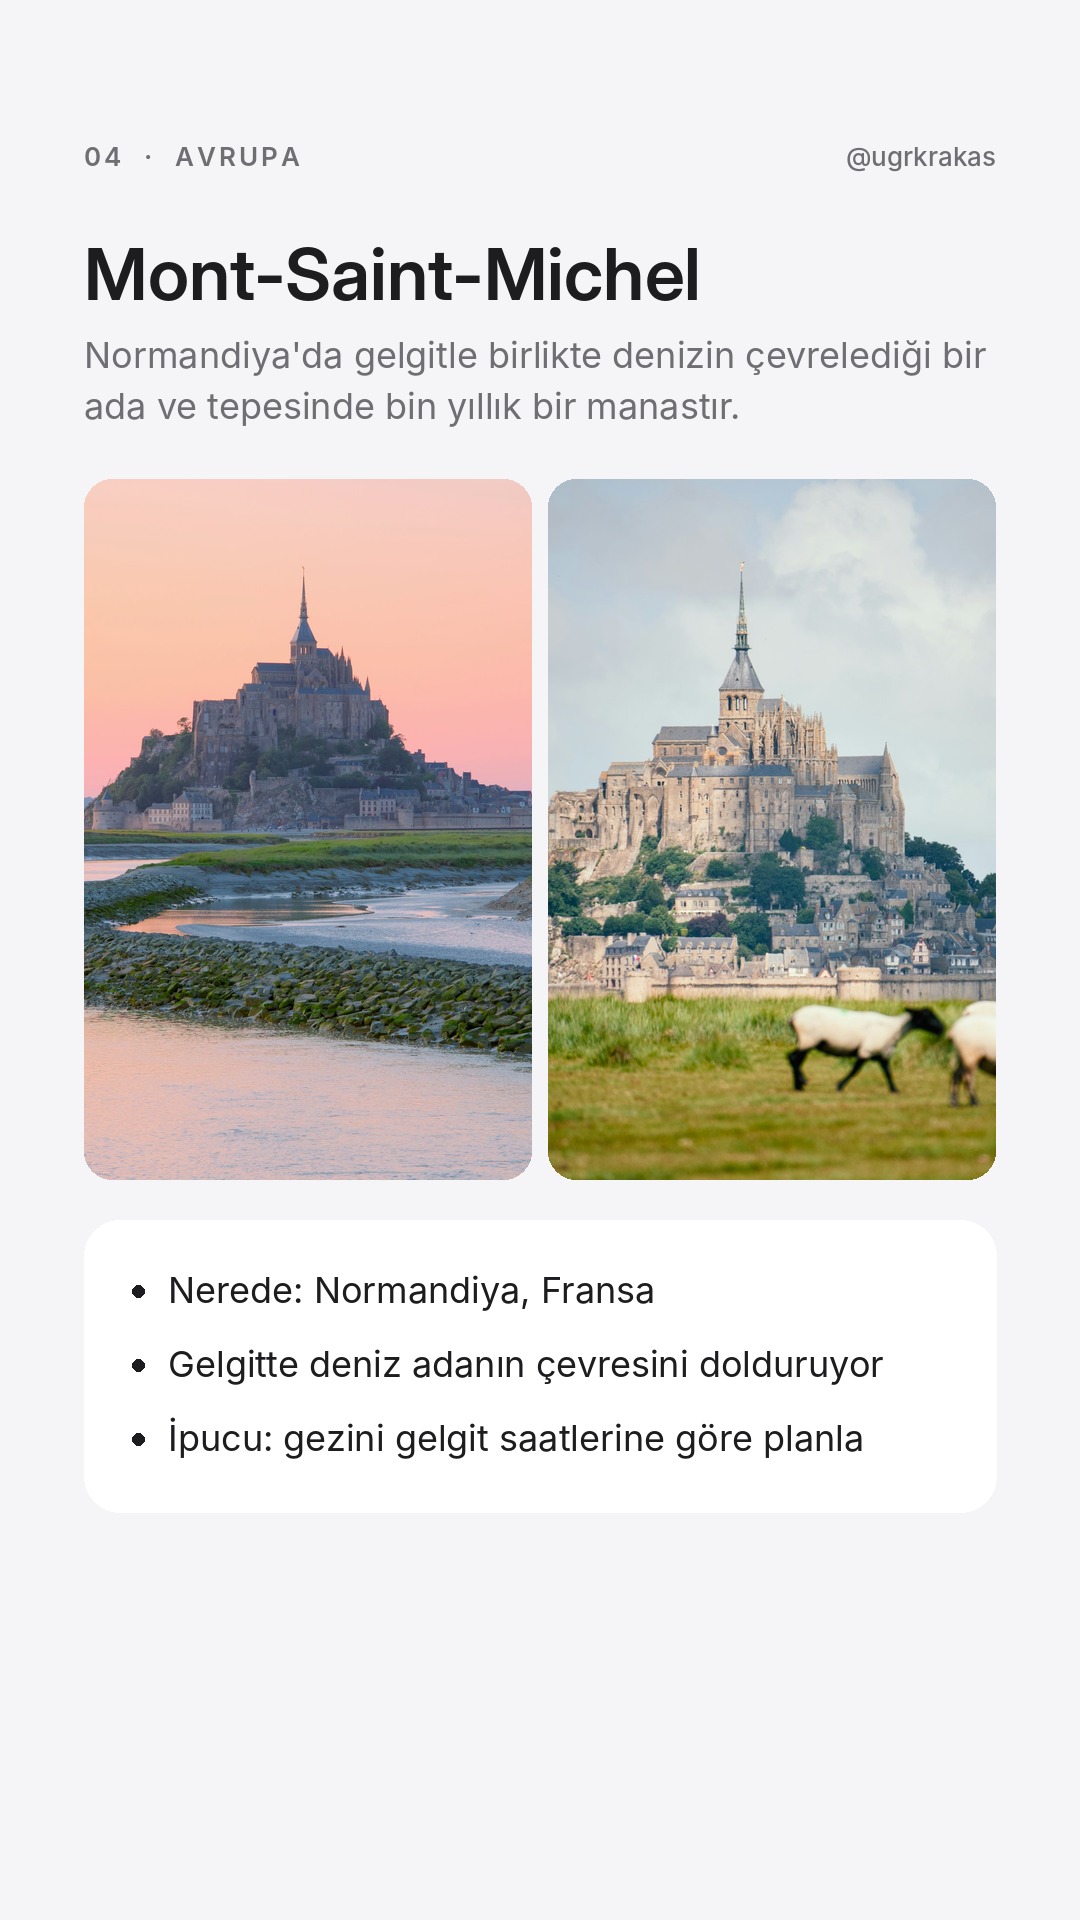 04 · AVRUPA
@ugrkrakas
Mont-Saint-Michel
Normandiya'da gelgitle birlikte denizin çevrelediği bir
ada ve tepesinde bin yıllık bir manastır.
• Nerede: Normandiya, Fransa
• Gelgitte deniz adanın çevresini dolduruyor
• İpucu: gezini gelgit saatlerine göre planla